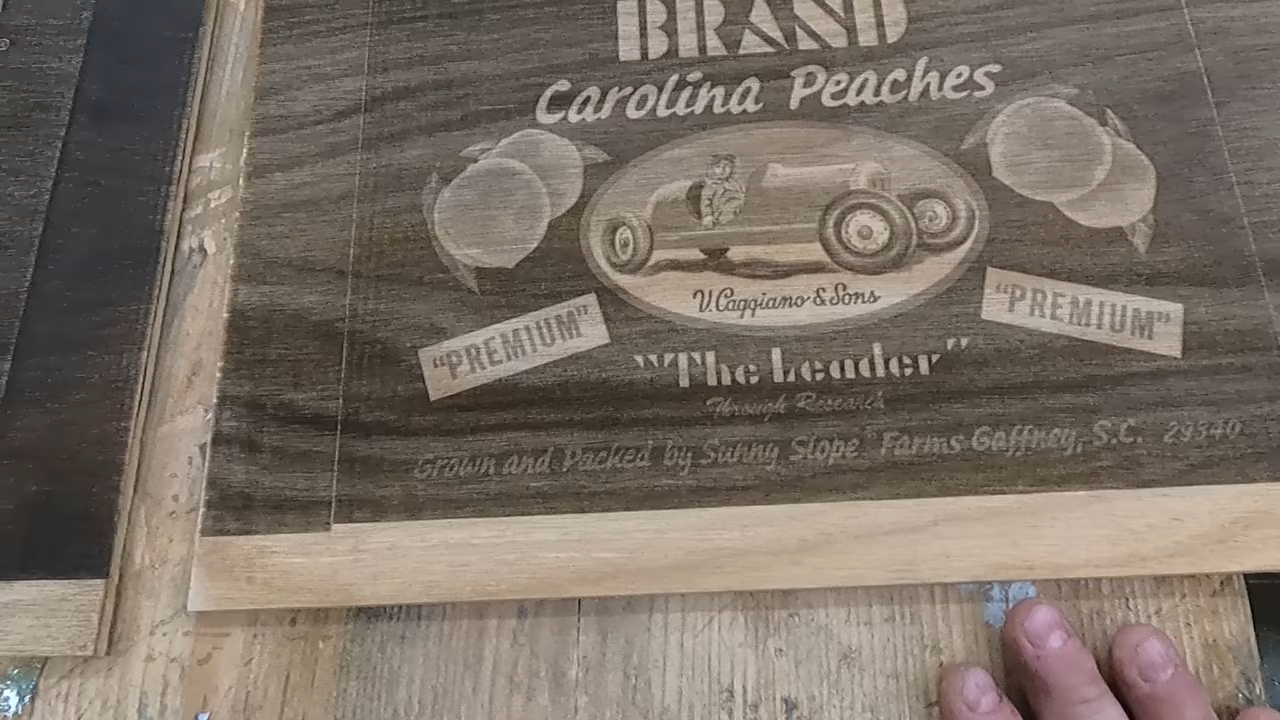 BRAND
Carolina Peaches
V. Caggiano & Sons
"PREMIUM"
"PREMIUM"
"The Leader"
Through Research
Grown and Packed by Sunny Slope Farms Gaffney, S.C. 29340